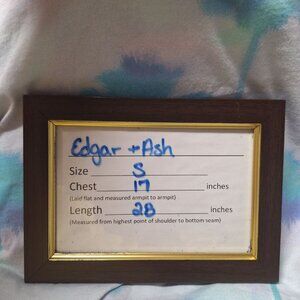 Edgar + Ash
Size S
Chest 17 inches
(Laid flat and measured armpit to armpit)
Length 28 inches
(Measured from highest point of shoulder to bottom seam)